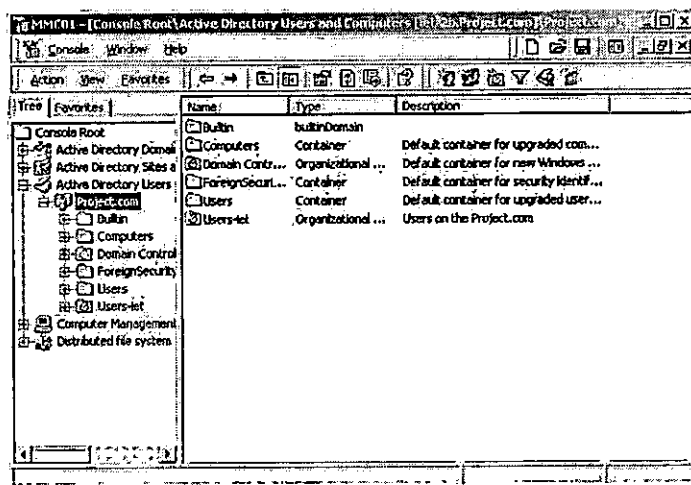 MMC01 - [Console Root\Active Directory Users and Computers
Console Window Help
Action View Favorites
Tree Favorites
Name Type Description
Console Root
Active Directory Domai
Active Directory Sites a
Active Directory Users
Project.com
Builtin
Computers
Domain Control
ForeignSecurity
Users
Users-iet
Computer Management
Distributed file system
Builtin builtinDomain
Computers Container Default container for upgraded com...
Domain Contr... Organizational ... Default container for new Windows ...
ForeignSecuri... Container Default container for security identif...
Users Container Default container for upgraded user...
Users-iet Organizational ... Users on the Project.com